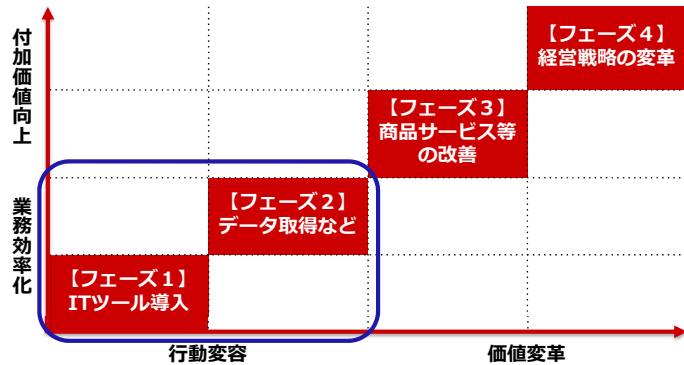 付加価値向上
業務効率化
【フェーズ４】
経営戦略の変革
【フェーズ３】
商品サービス等
の改善
【フェーズ２】
データ取得など
【フェーズ１】
ITツール導入
行動変容
価値変革